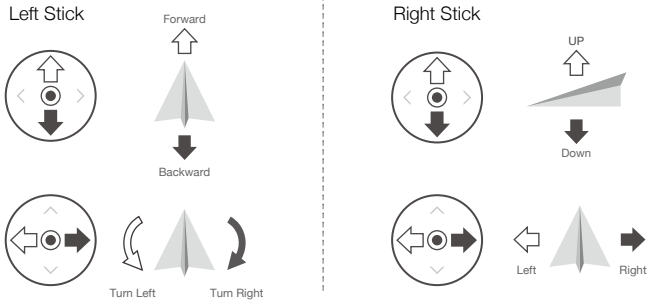 Left Stick
Forward
Backward
Turn Left
Turn Right
Right Stick
UP
Down
Left
Right